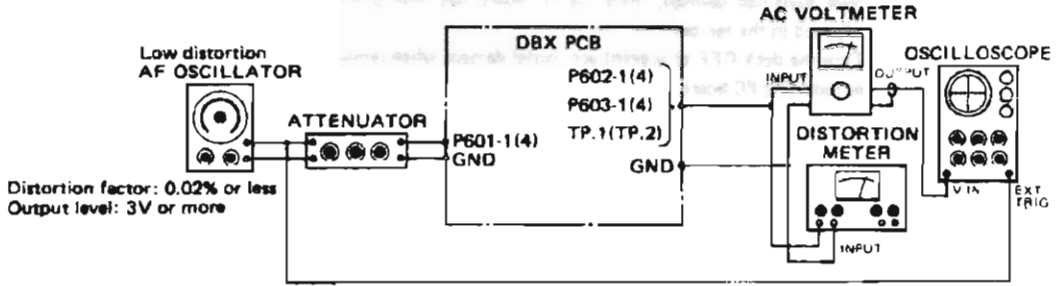 AC VOLTMETER
DBX PCB
Low distortion
AF OSCILLATOR
OSCILLOSCOPE
P602-1(4)
INPUT
OUTPUT
P603-1(4)
ATTENUATOR
TP.1(TP.2)
DISTORTION
METER
P601-1(4)
GND
GND
Distortion factor: 0.02% or less
Output level: 3V or more
V IN
EXT
TRIG
INPUT